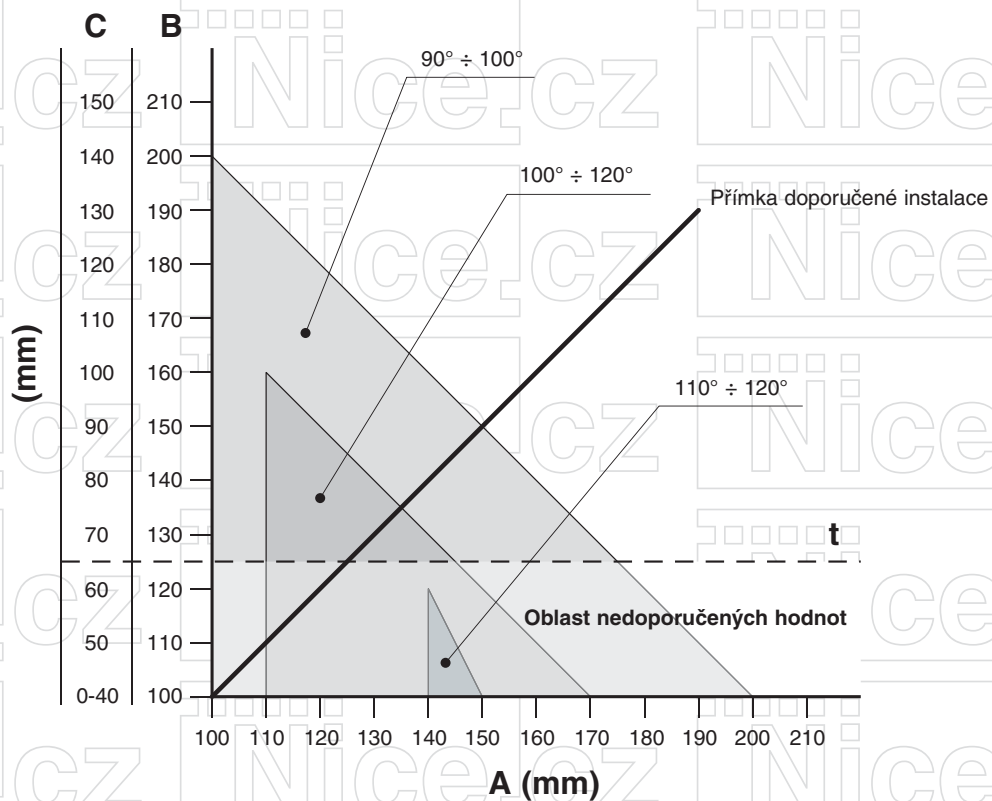 C B
90° ÷ 100°
150 210
140 200
100° ÷ 120°
130 190
Přímka doporučené instalace
120 180
110 170
(mm)
100 160
110° ÷ 120°
90 150
80 140
70 130
t
60 120
Oblast nedoporučených hodnot
50 110
0-40 100
100 110 120 130 140 150 160 170 180 190 200 210
A (mm)
Nice.cz